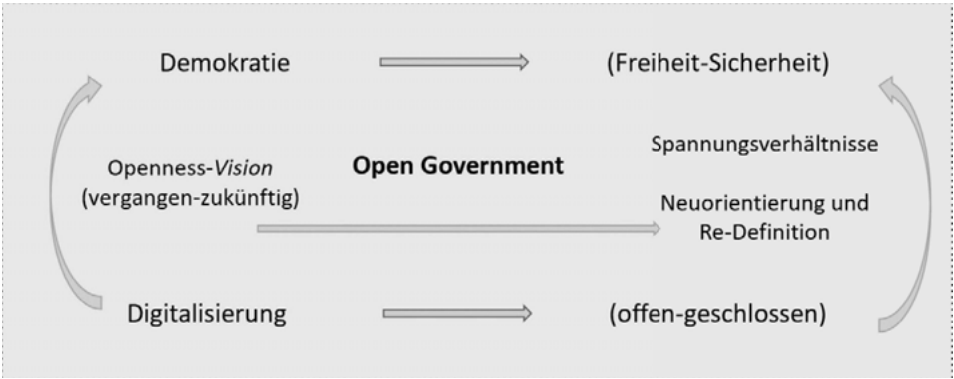 Demokratie
(Freiheit-Sicherheit)
Openness-Vision
(vergangen-zukünftig)
Open Government
Spannungsverhältnisse
Neuorientierung und
Re-Definition
Digitalisierung
(offen-geschlossen)